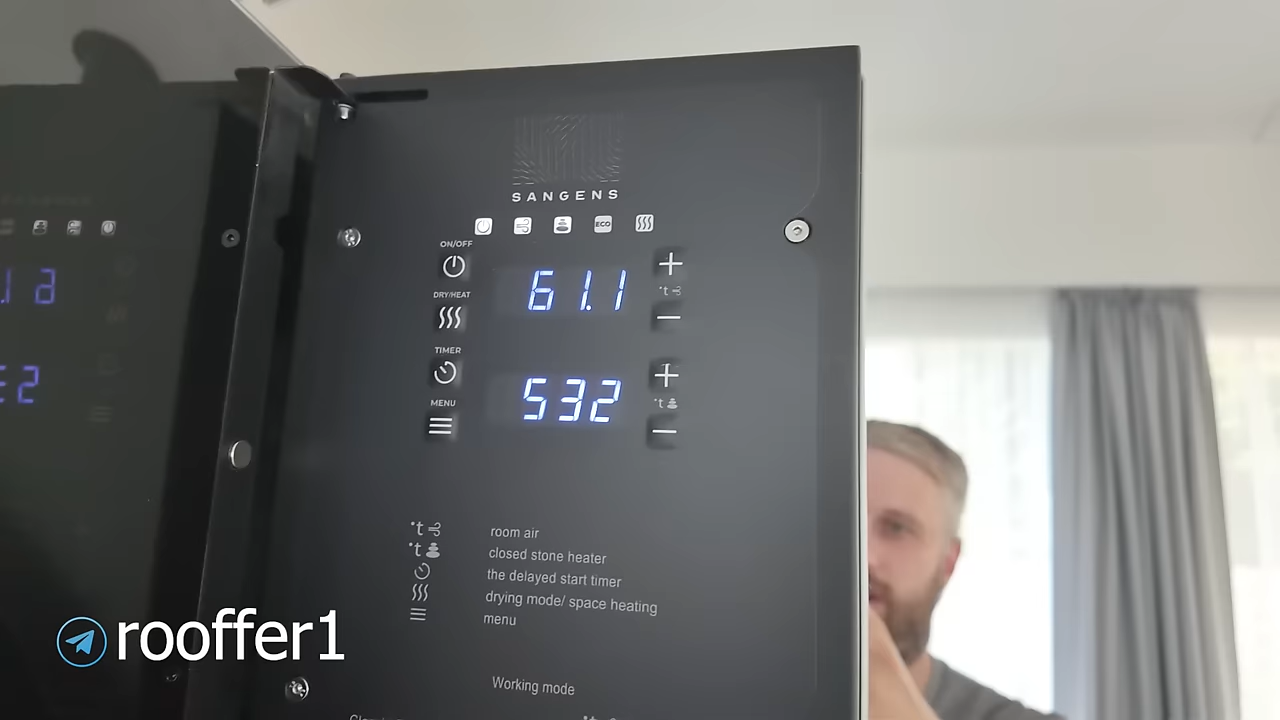 SANGENS
ECO
ON/OFF
61.1
DRY/HEAT
TIMER
532
MENU
°t room air
°t closed stone heater
the delayed start timer
drying mode/ space heating
menu
Working mode
rooffer1